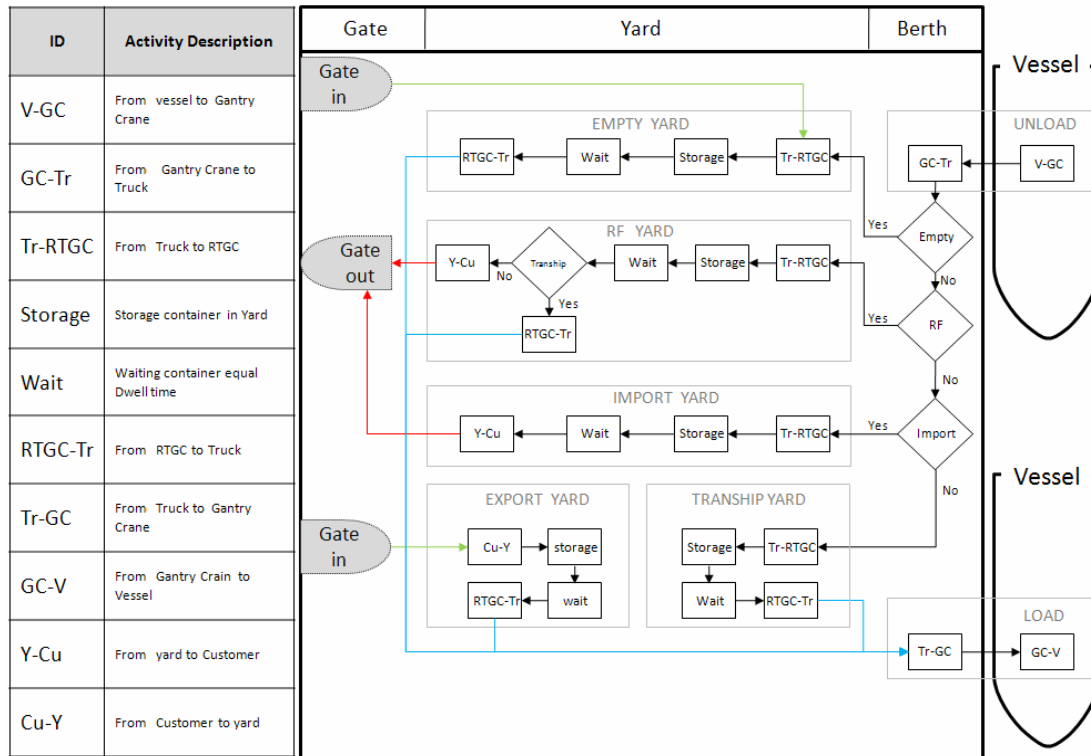 ID Activity Description
V-GC From vessel to Gantry
Crane
GC-Tr From Gantry Crane to
Truck
Tr-RTGC From Truck to RTGC
Storage Storage container in Yard
Wait Waiting container equal
Dwell time
RTGC-Tr From RTGC to Truck
Tr-GC From Truck to Gantry
Crane
GC-V From Gantry Crain to
Vessel
Y-Cu From yard to Customer
Cu-Y From Customer to yard
Gate Yard Berth
Gate
in
Vessel
EMPTY YARD
RTGC-Tr Wait Storage Tr-RTGC
UNLOAD
GC-Tr V-GC
Yes Empty
No
RF YARD
Gate
out
Y-Cu No Tranship Wait Storage Tr-RTGC
Yes
RTGC-Tr
Yes RF
No
IMPORT YARD
Y-Cu Wait Storage Tr-RTGC
Yes Import
No
Vessel
EXPORT YARD
Gate
in
Cu-Y storage
RTGC-Tr wait
TRANSHIP YARD
Storage Tr-RTGC
Wait RTGC-Tr
LOAD
Tr-GC GC-V